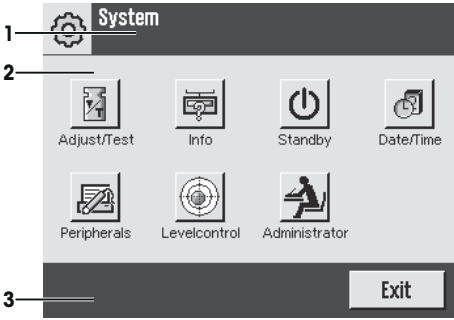 System
1
2
Adjust/Test Info Standby Date/Time
Peripherals Levelcontrol Administrator
3
Exit